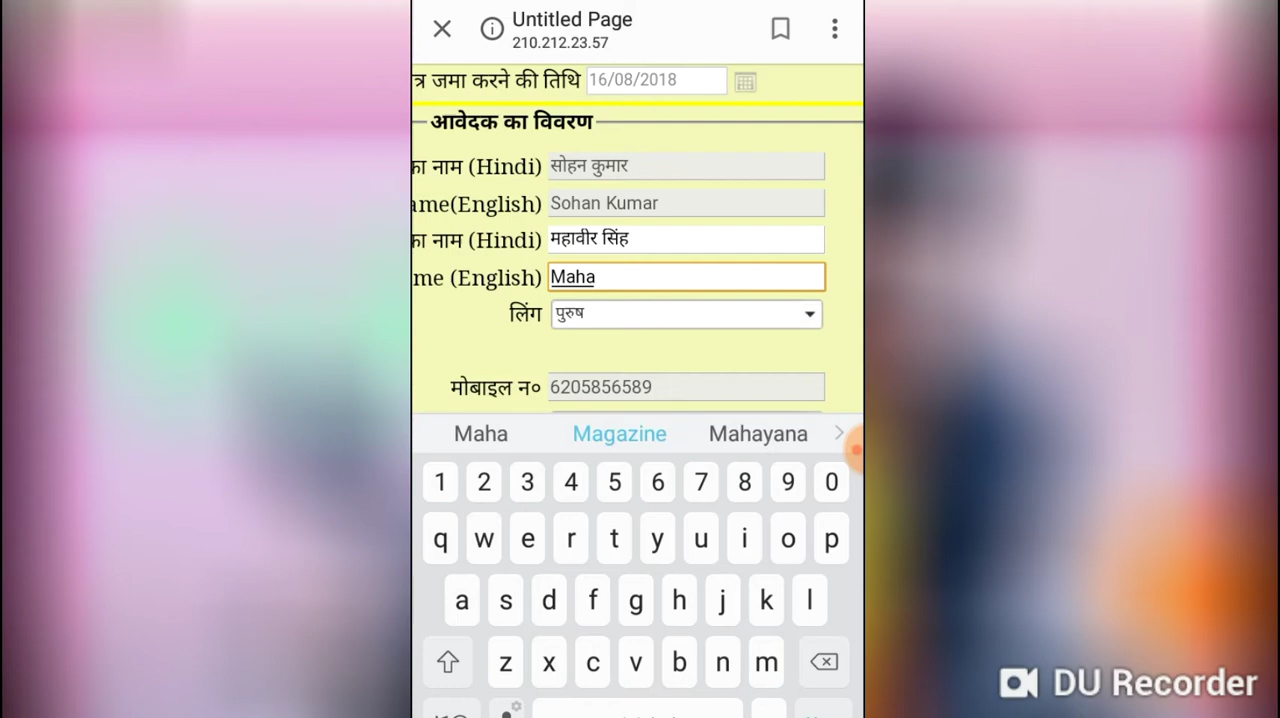 Untitled Page
210.212.23.57
त्र जमा करने की तिथि 16/08/2018
आवेदक का विवरण
का नाम (Hindi) सोहन कुमार
ame(English) Sohan Kumar
का नाम (Hindi) महावीर सिंह
me (English) Maha
लिंग पुरुष
मोबाइल न० 6205856589
Maha Magazine Mahayana
1 2 3 4 5 6 7 8 9 0
q w e r t y u i o p
a s d f g h j k l
z x c v b n m
DU Recorder